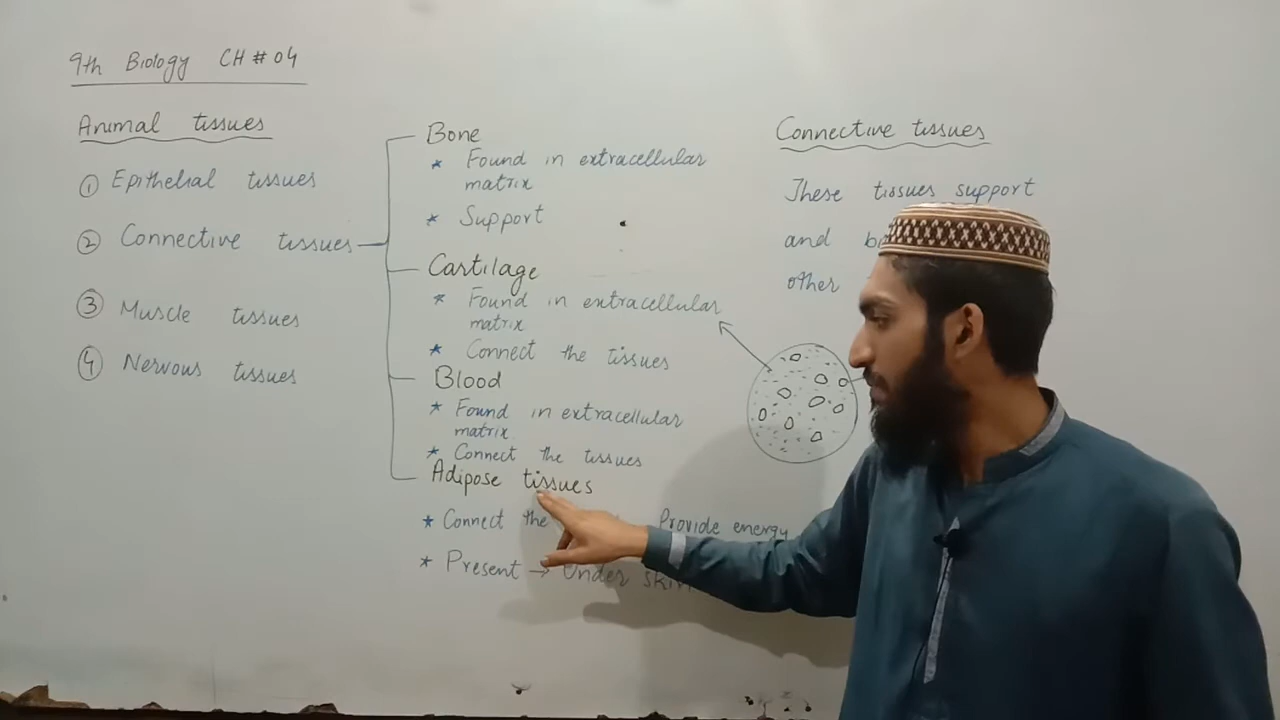 9th Biology CH # 04
Animal tissues
① Epithelial tissues
② Connective tissues
③ Muscle tissues
④ Nervous tissues
Bone
* Found in extracellular
matrix
* Support
Cartilage
* Found in extracellular
matrix
* Connect the tissues
Blood
* Found in extracellular
matrix
* Connect the tissues
Adipose tissues
* Connect the Provide energy
* Present → Under skin
Connective tissues
These tissues support
and
other